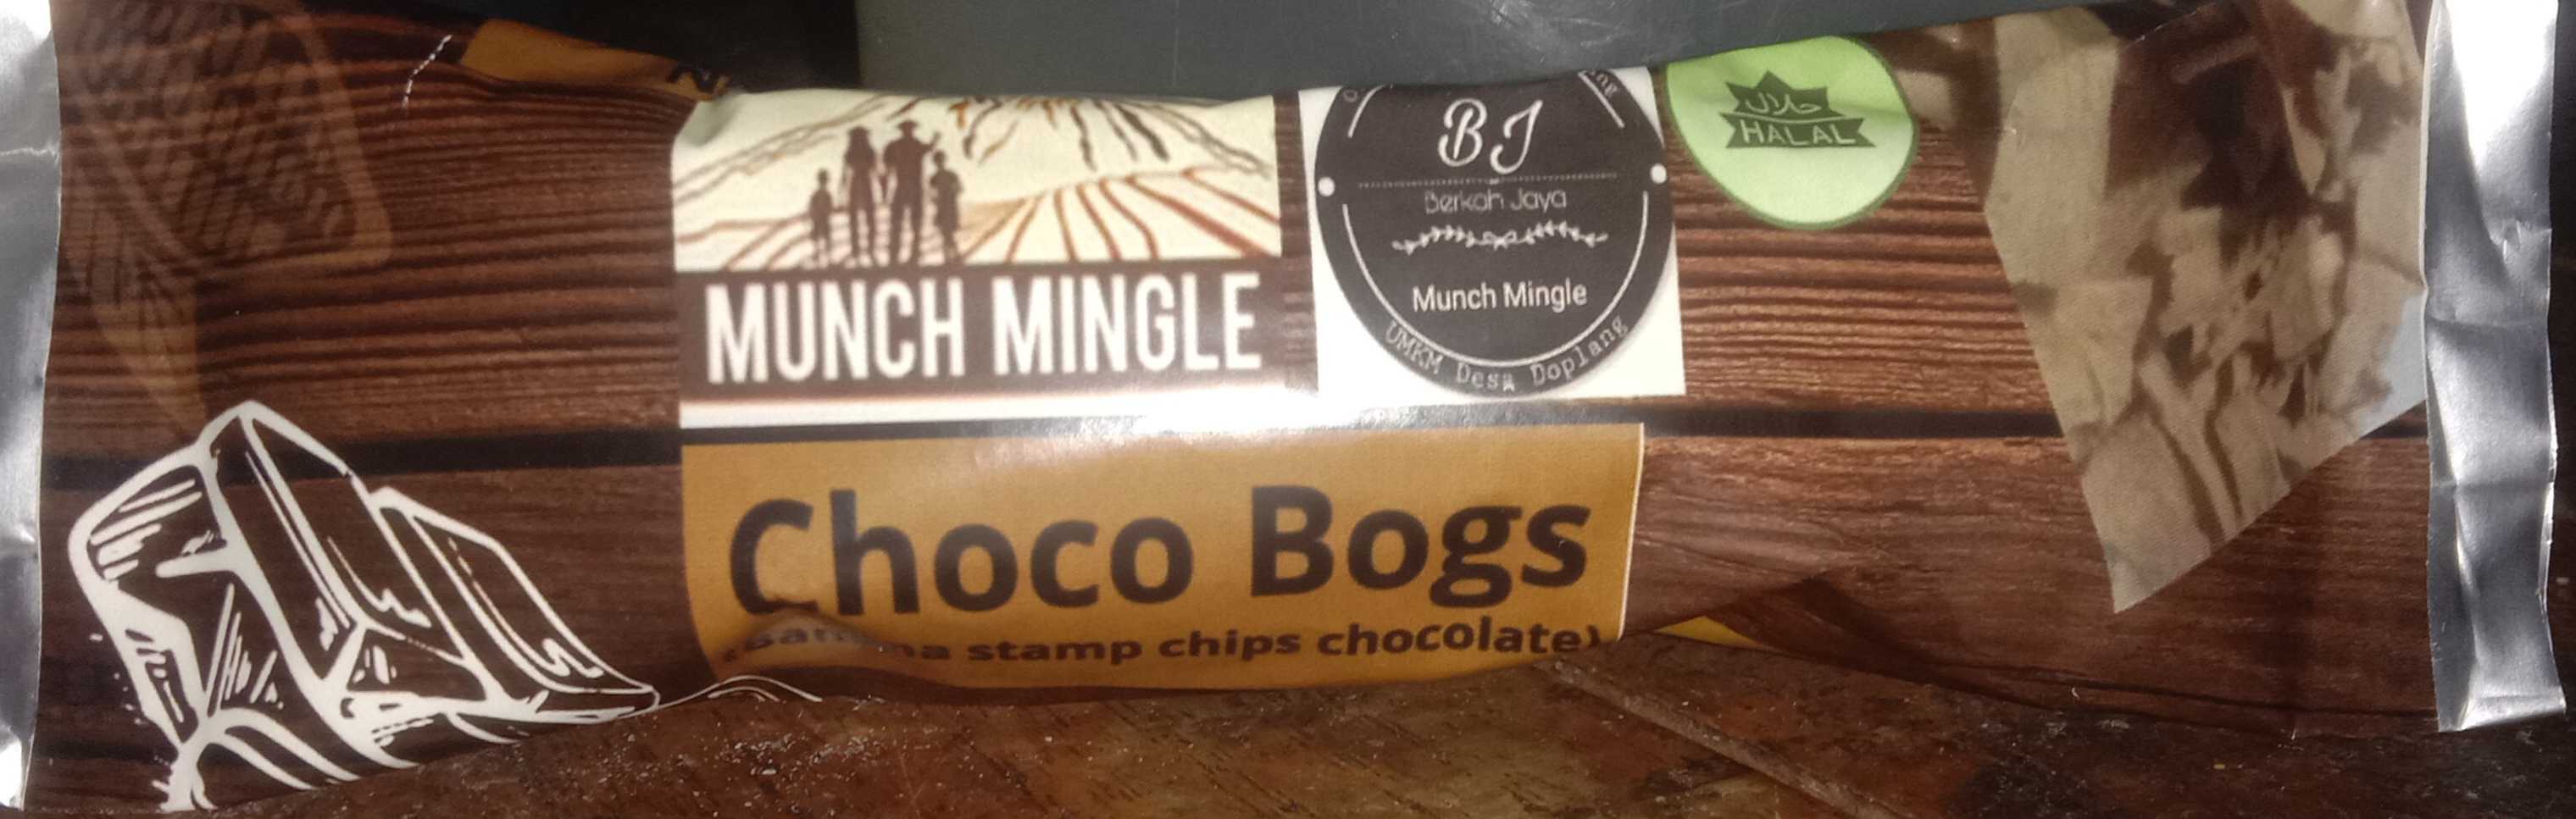 MUNCH MINGLE
BJ
Berkah Jaya
Munch Mingle
UMKM Desa Doplang
حلال
HALAL
Choco Bogs
stamp chips chocolate)